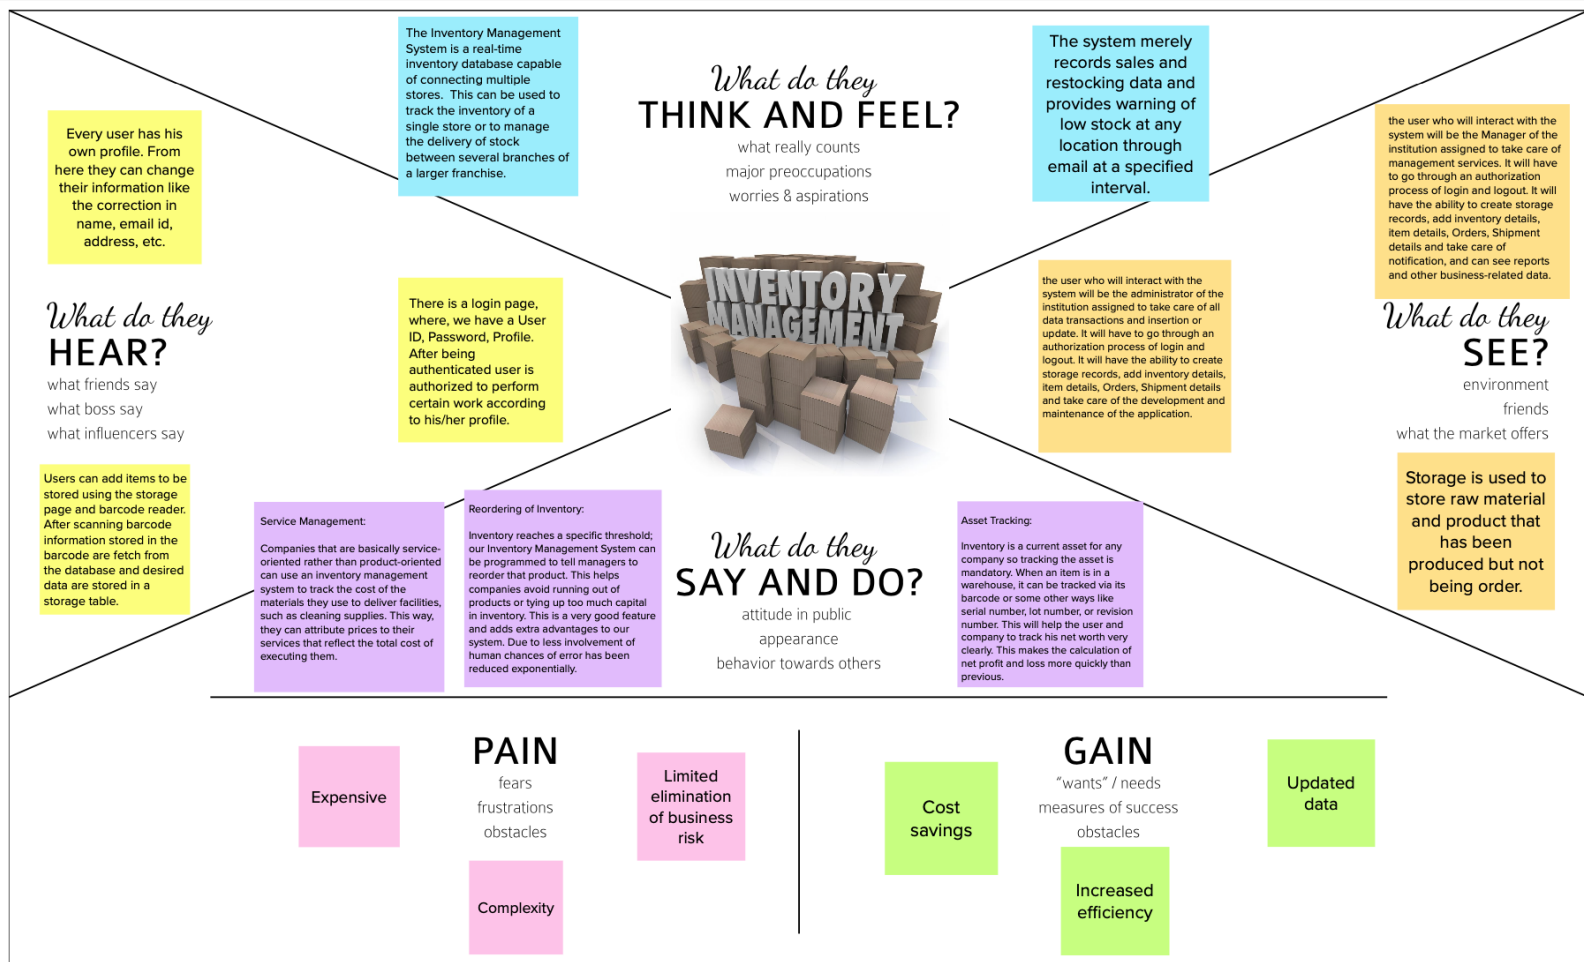 The Inventory Management
System is a real-time
inventory database capable
of connecting multiple
stores. This can be used to
track the inventory of a
single store or to manage
the delivery of stock
between several branches of
a larger franchise.
What do they
THINK AND FEEL?
what really counts
major preoccupations
worries & aspirations
The system merely
records sales and
restocking data and
provides warning of
low stock at any
location through
email at a specified
interval.
Every user has his
own profile. From
here they can change
their information like
the correction in
name, email id,
address, etc.
What do they
HEAR?
what friends say
what boss say
what influencers say
There is a login page,
where, we have a User
ID, Password, Profile.
After being
authenticated user is
authorized to perform
certain work according
to his/her profile.
Users can add items to be
stored using the storage
page and barcode reader.
After scanning barcode
information stored in the
barcode are fetch from
the database and desired
data are stored in a
storage table.
INVENTORY
MANAGEMENT
the user who will interact with the
system will be the administrator of the
institution assigned to take care of all
data transactions and insertion or
update. It will have to go through an
authorization process of login and
logout. It will have the ability to create
storage records, add inventory details,
item details, Orders, Shipment details
and take care of the development and
maintenance of the application.
the user who will interact with the
system will be the Manager of the
institution assigned to take care of
management services. It will have
to go through an authorization
process of login and logout. It will
have the ability to create storage
records, add inventory details,
item details, Orders, Shipment
details and take care of
notification, and can see reports
and other business-related data.
What do they
SEE?
environment
friends
what the market offers
Storage is used to
store raw material
and product that
has been
produced but not
being order.
Service Management:
Companies that are basically service-
oriented rather than product-oriented
can use an inventory management
system to track the cost of the
materials they use to deliver facilities,
such as cleaning supplies. This way,
they can attribute prices to their
services that reflect the total cost of
executing them.
Reordering of Inventory:
Inventory reaches a specific threshold;
our Inventory Management System can
be programmed to tell managers to
reorder that product. This helps
companies avoid running out of
products or tying up too much capital
in inventory. This is a very good feature
and adds extra advantages to our
system. Due to less involvement of
human chances of error has been
reduced exponentially.
What do they
SAY AND DO?
attitude in public
appearance
behavior towards others
Asset Tracking:
Inventory is a current asset for any
company so tracking the asset is
mandatory. When an item is in a
warehouse, it can be tracked via its
barcode or some other ways like
serial number, lot number, or revision
number. This will help the user and
company to track his net worth very
clearly. This makes the calculation of
net profit and loss more quickly than
previous.
PAIN
fears
frustrations
obstacles
Expensive
Limited
elimination
of business
risk
Complexity
GAIN
“wants” / needs
measures of success
obstacles
Cost
savings
Updated
data
Increased
efficiency